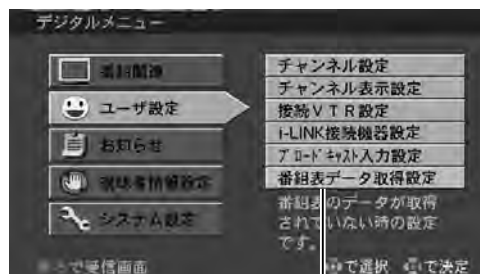 デジタルメニュー
番組関連
ユーザ設定
お知らせ
視聴者情報設定
システム設定
チャンネル設定
チャンネル表示設定
接続VTR設定
i-LINK接続機器設定
ブロードキャスト入力設定
番組表データ取得設定
番組表のデータが取得
されていない時の設定
です。
で受信画面
で選択
で決定